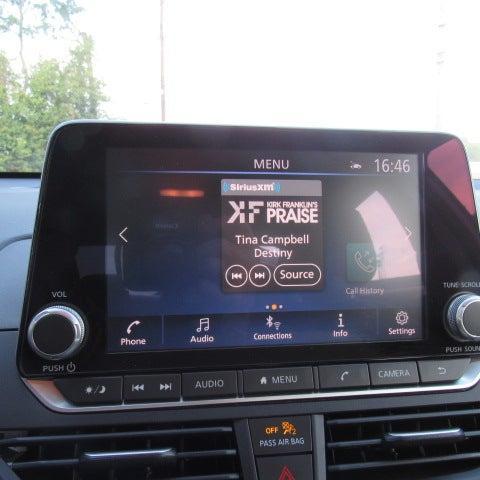 MENU
16:46
SiriusXM
KF KIRK FRANKLIN'S
PRAISE
Tina Campbell
Destiny
Source
Call History
Phone
Audio
Connections
Info
Settings
VOL
PUSH
TUNE·SCROLL
PUSH SOUND
AUDIO
MENU
CAMERA
OFF
PASS AIR BAG